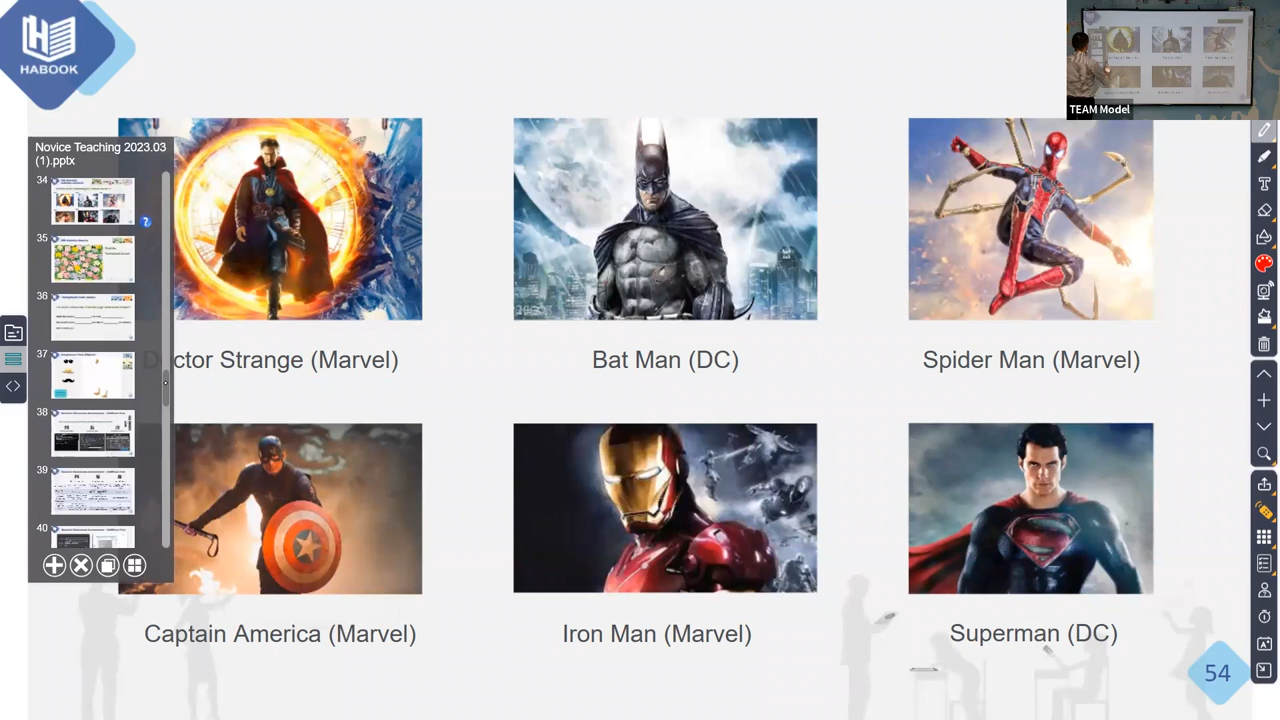 HABOOK
TEAM Model
Novice Teaching 2023.03
(1).pptx
34
35
36
37
38
39
40
ctor Strange (Marvel)
Bat Man (DC)
Spider Man (Marvel)
Captain America (Marvel)
Iron Man (Marvel)
Superman (DC)
54